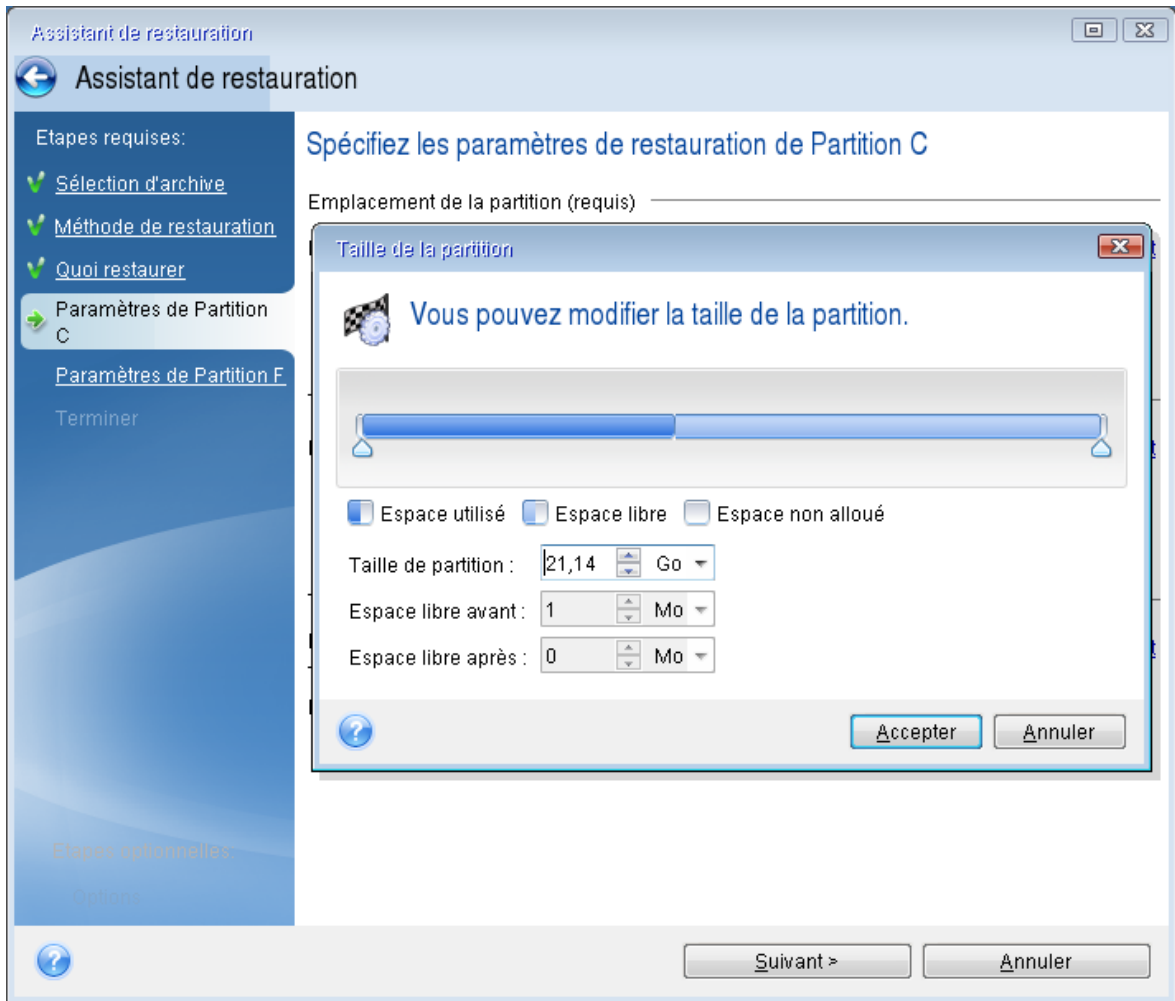 Assistant de restauration
Assistant de restauration
Etapes requises:
Sélection d'archive
Méthode de restauration
Quoi restaurer
Paramètres de Partition
C
Paramètres de Partition F
Terminer
Etapes optionnelles:
Options
Spécifiez les paramètres de restauration de Partition C
Emplacement de la partition (requis)
Taille de la partition
Vous pouvez modifier la taille de la partition.
Espace utilisé Espace libre Espace non alloué
Taille de partition : 21,14 Go
Espace libre avant : 1 Mo
Espace libre après : 0 Mo
Accepter Annuler
Suivant > Annuler